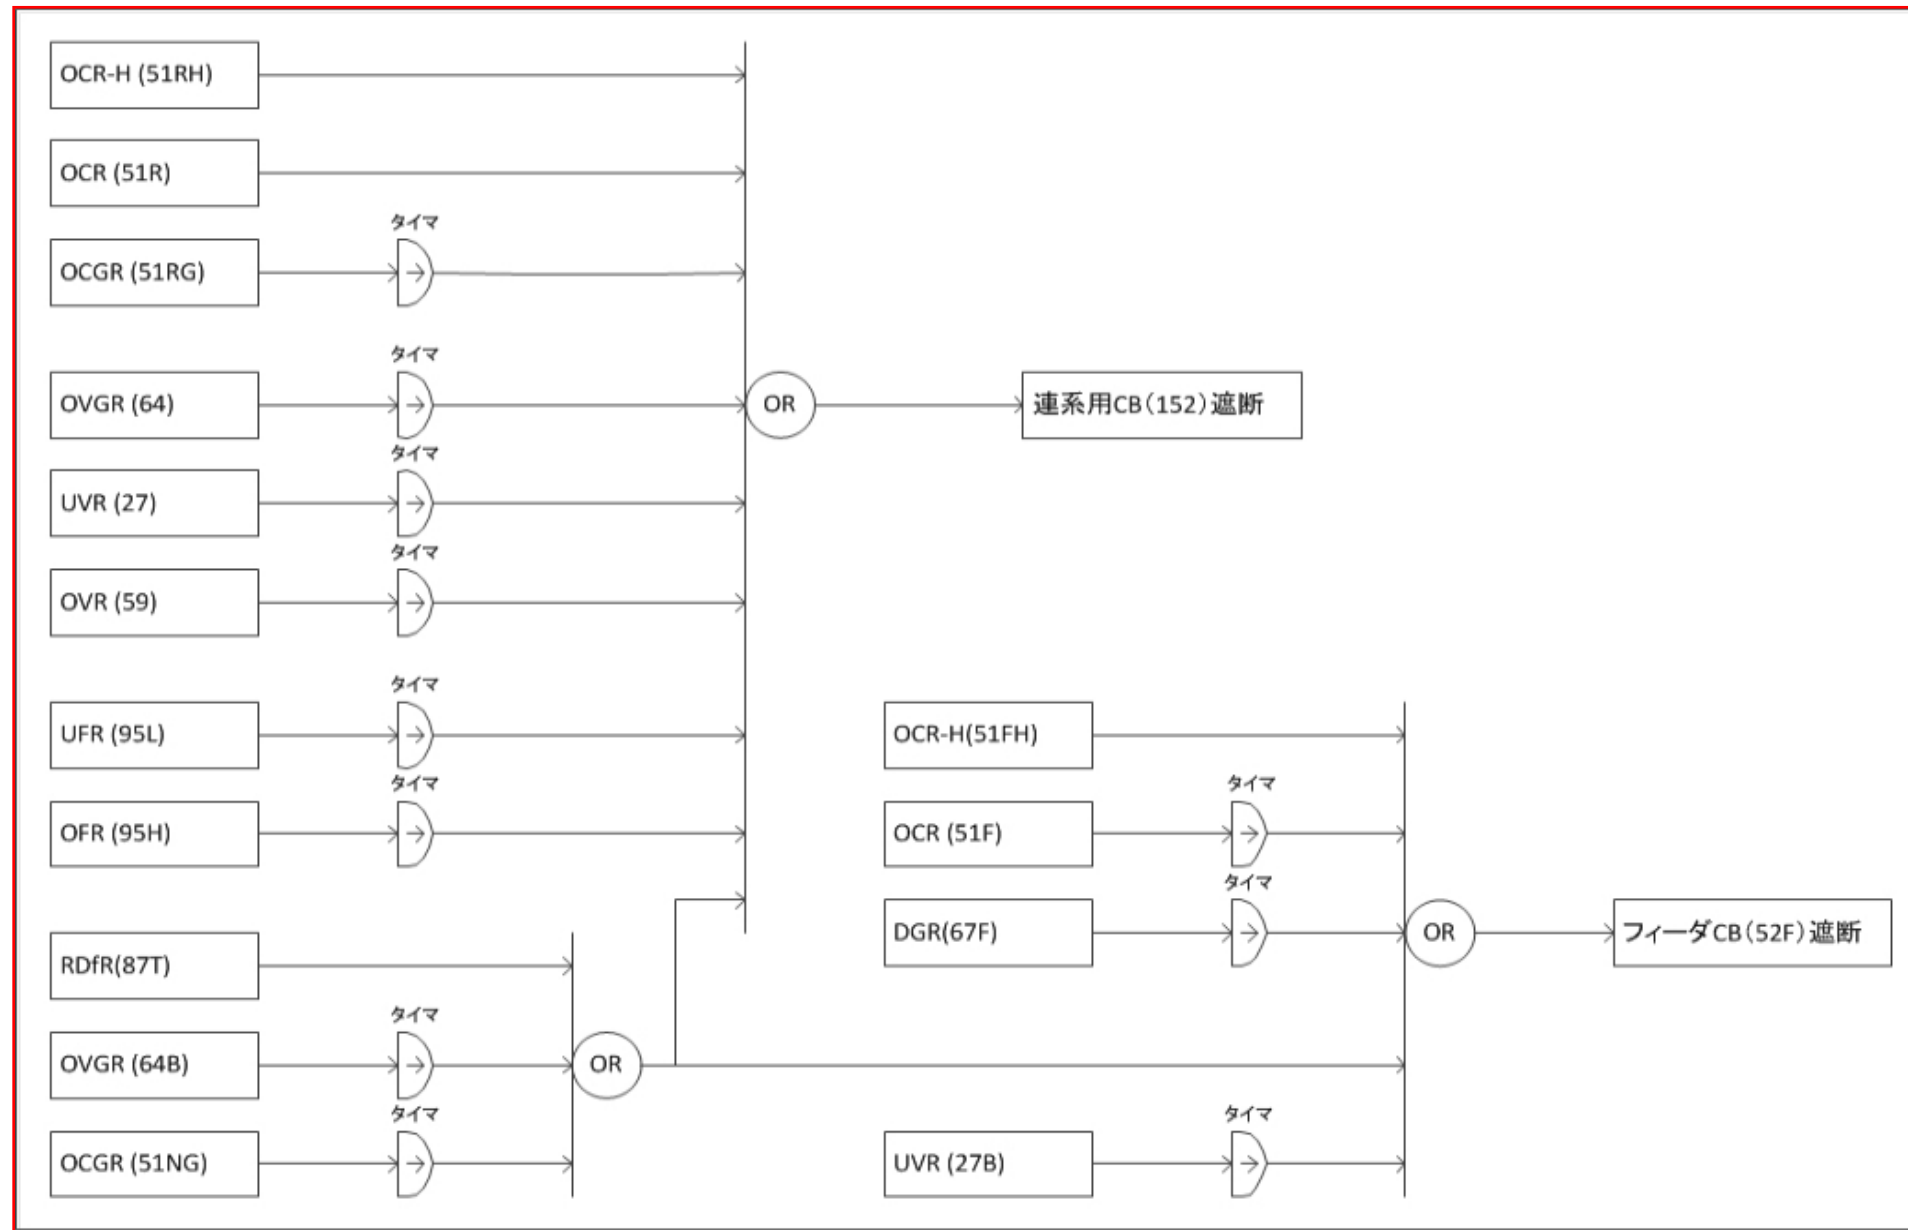 OCR-H (51RH)
OCR (51R)
タイマ
OCGR (51RG)
タイマ
OVGR (64)
OR
連系用CB(152)遮断
タイマ
UVR (27)
タイマ
OVR (59)
タイマ
UFR (95L)
OCR-H(51FH)
タイマ
タイマ
OFR (95H)
OCR (51F)
タイマ
DGR(67F)
OR
フィーダCB(52F)遮断
RDfR(87T)
タイマ
OVGR (64B)
OR
タイマ
タイマ
OCGR (51NG)
UVR (27B)